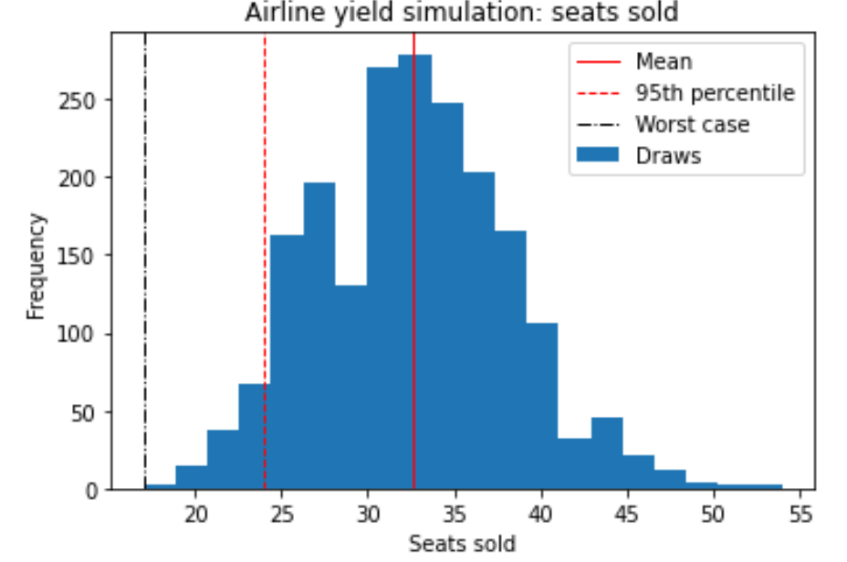 Airline yield simulation: seats sold
Mean
95th percentile
Worst case
Draws
Frequency
250
200
150
100
50
0
20 25 30 35 40 45 50 55
Seats sold